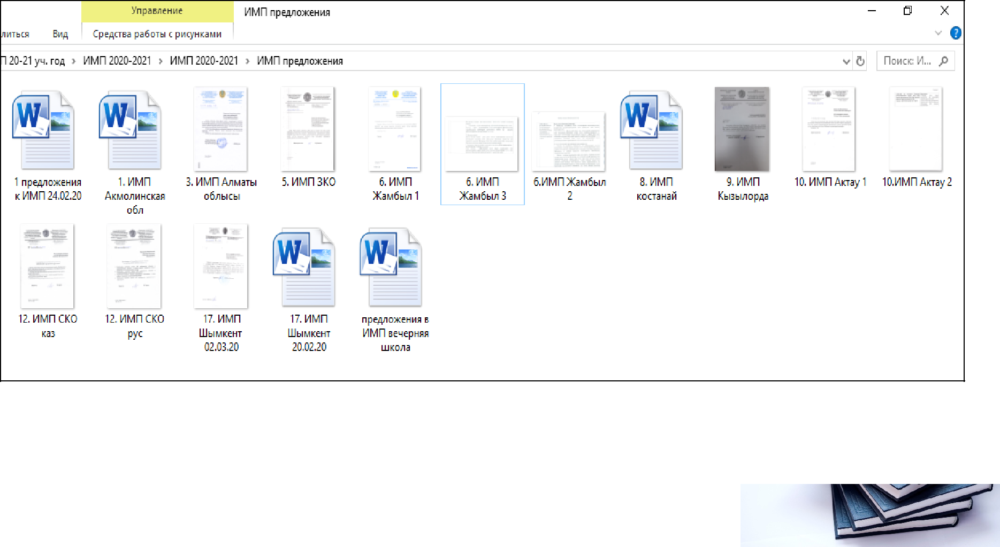 Управление
ИМП предложения
литься
Вид
Средства работы с рисунками
П 20-21 уч. год › ИМП 2020-2021 › ИМП 2020-2021 › ИМП предложения
Поиск: И...
1 предложения
к ИМП 24.02.20
1. ИМП
Акмолинская
обл
3. ИМП Алматы
облысы
5. ИМП ЗКО
6. ИМП
Жамбыл 1
6. ИМП
Жамбыл 3
6.ИМП Жамбыл
2
8. ИМП
костанай
9. ИМП
Кызылорда
10. ИМП Актау 1
10.ИМП Актау 2
12. ИМП СКО
каз
12. ИМП СКО
рус
17. ИМП
Шымкент
02.03.20
17. ИМП
Шымкент
20.02.20
предложения в
ИМП вечерняя
школа